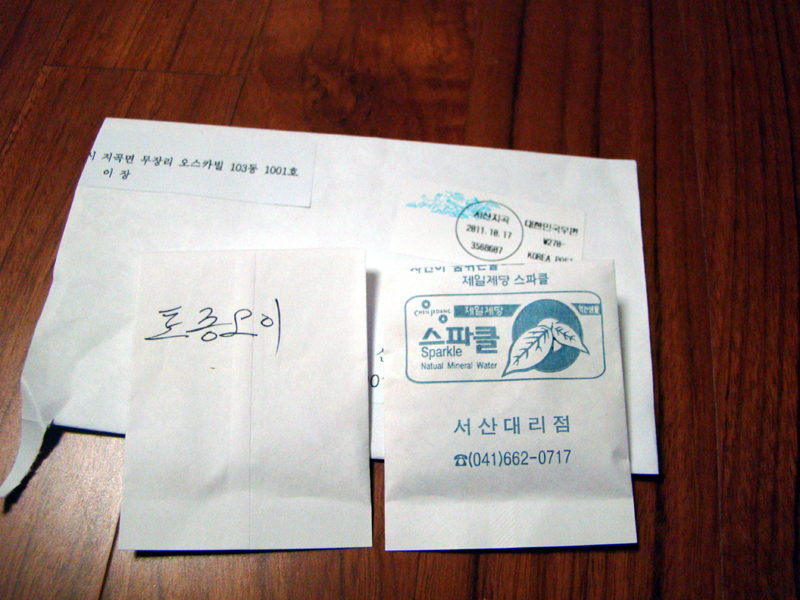 시 지곡면 무장리 오스카빌 103동 1001호
이 장
서산지곡
2011.10.17
3560607
대한민국우편
₩270-
KOREA POST
토종오이
제일제당 스파클
CHEIL JEDANG
제일제당
스파클
Sparkle
Natual Mineral Water
서산대리점
☎(041)662-0717